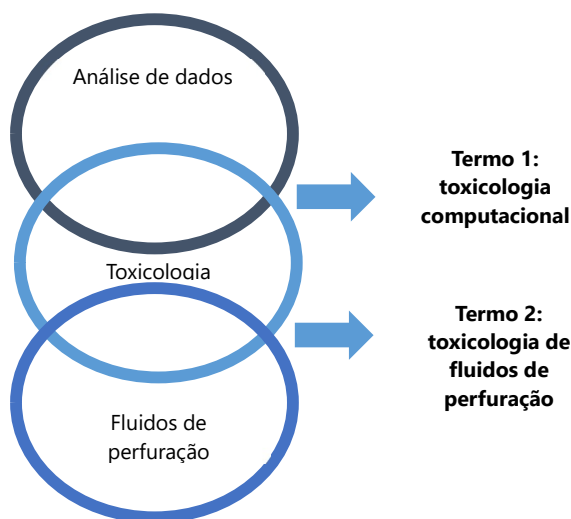 Análise de dados
Termo 1:
toxicologia
computacional
Toxicologia
Termo 2:
toxicologia de
fluidos de
perfuração
Fluidos de
perfuração